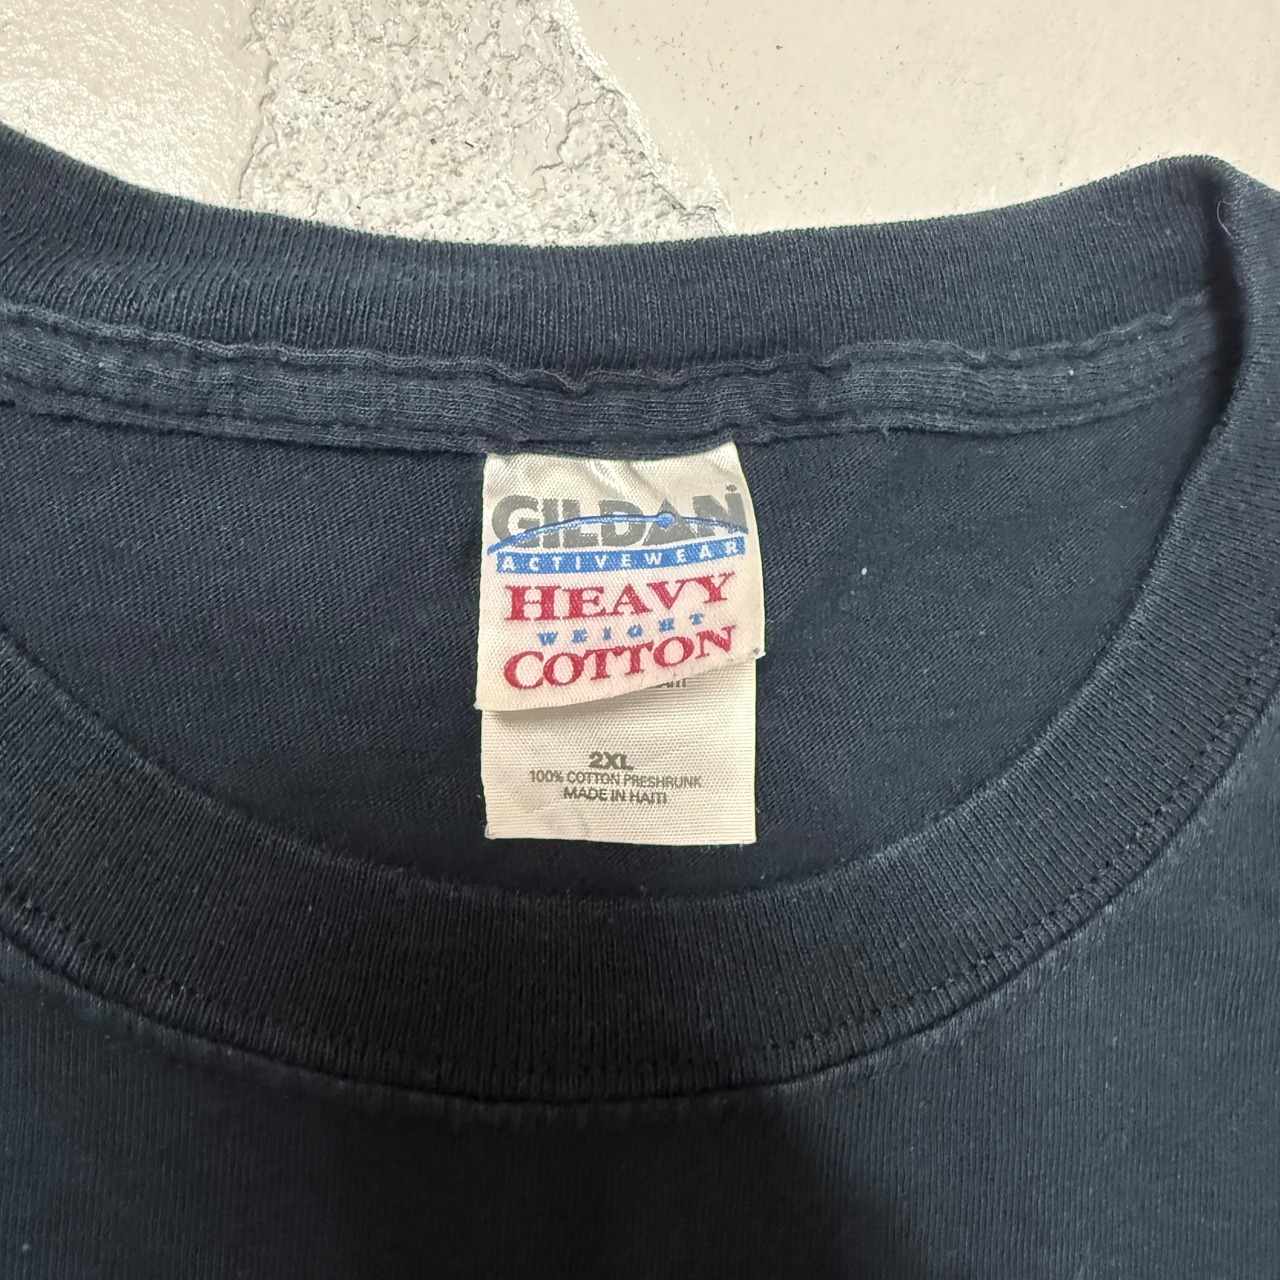 GILDAN
ACTIVEWEAR
HEAVY
WEIGHT
COTTON
2XL
100% COTTON PRESHRUNK
MADE IN HAITI